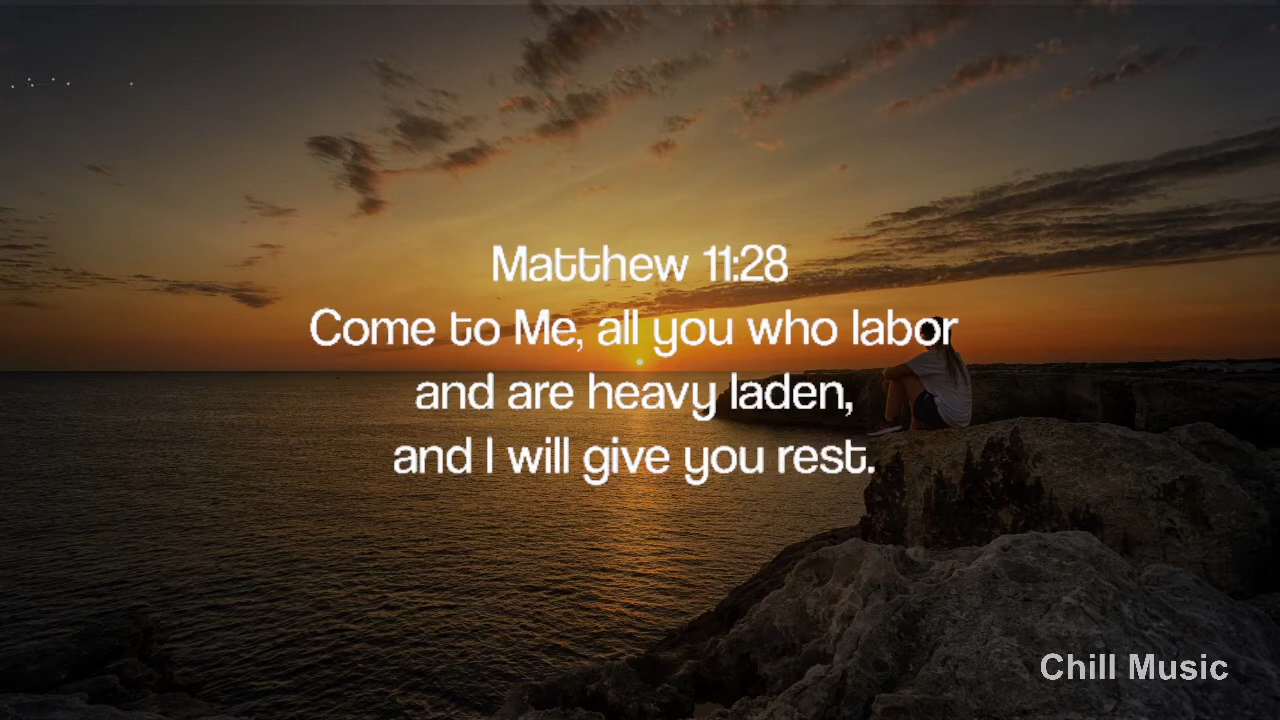 Matthew 11:28
Come to Me, all you who labor
and are heavy laden,
and I will give you rest.
Chill Music